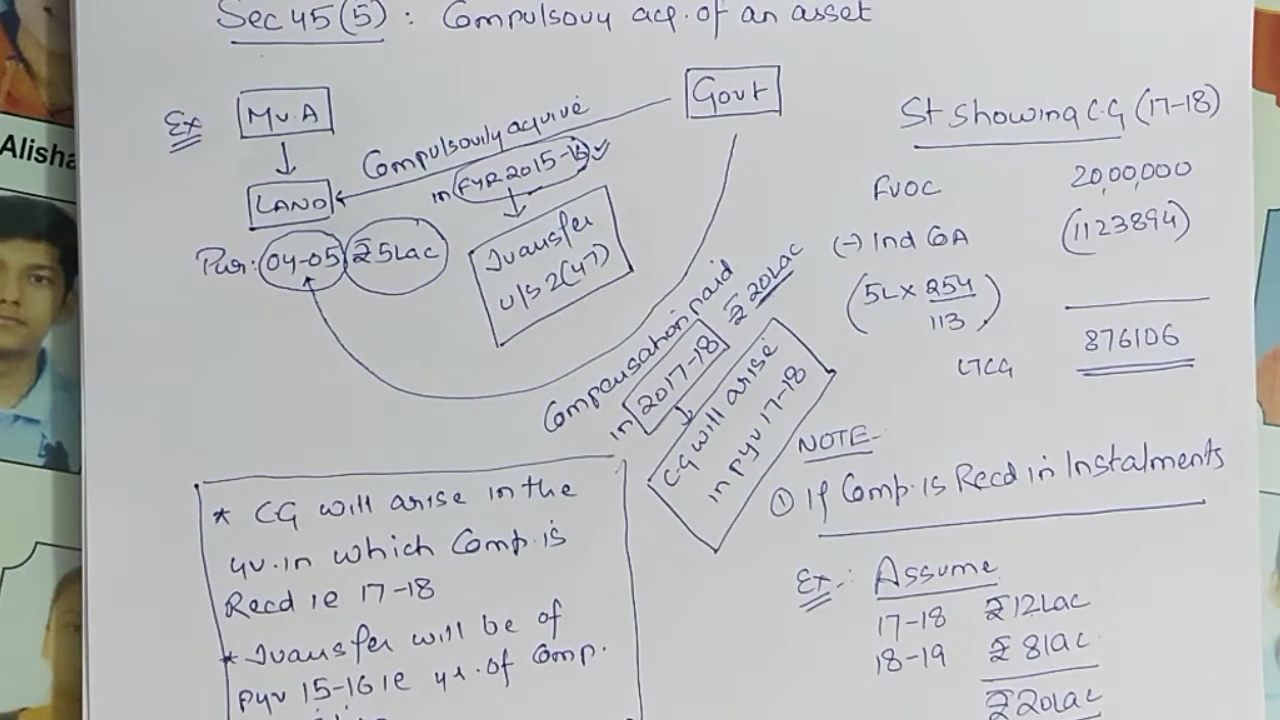 Sec 45(5) : Compulsory acq. of an asset
Alisha
Ex
Mr. A
Govt
Compulsorily acquire
in FYR 2015-16
LAND
Transfer
u/s 2(47)
Pur: 04-05 ₹5Lac
Compensation paid
in 2017-18 ₹20Lac
CG will arise
in pyr 17-18
St showing C.G (17-18)
FVOC 20,00,000
(-) Ind COA (1123894)
(5L x 254
113)
LTCG 876106
* CG will arise in the
yr. in which Comp. is
Recd ie 17-18
* Transfer will be of
pyr 15-16 ie yr. of Comp.
NOTE-
① If Comp. is Recd in Instalments
Ex-: Assume
17-18 ₹12Lac
18-19 ₹8lac
₹20lac